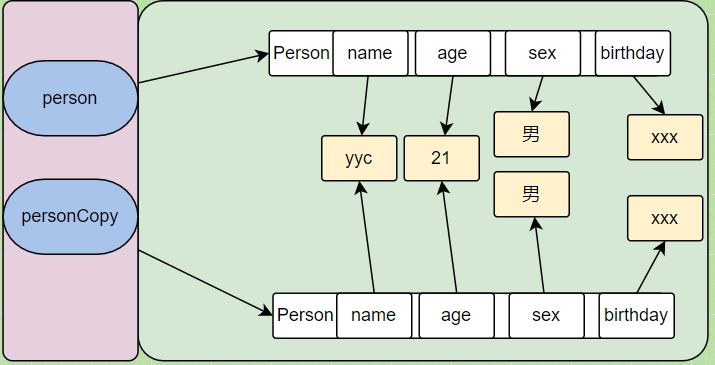 Person name age sex birthday
person
男
yyc 21 xxx
男
personCopy xxx
Person name age sex birthday